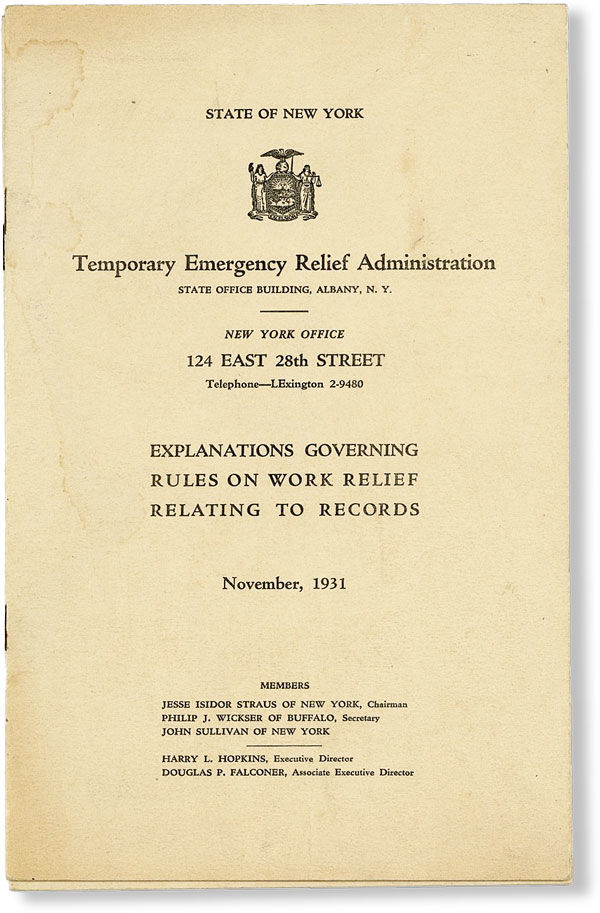 STATE OF NEW YORK
Temporary Emergency Relief Administration
STATE OFFICE BUILDING, ALBANY, N. Y.
NEW YORK OFFICE
124 EAST 28th STREET
Telephone—LExington 2-9480
EXPLANATIONS GOVERNING
RULES ON WORK RELIEF
RELATING TO RECORDS
November, 1931
MEMBERS
JESSE ISIDOR STRAUS OF NEW YORK, Chairman
PHILIP J. WICKSER OF BUFFALO, Secretary
JOHN SULLIVAN OF NEW YORK
HARRY L. HOPKINS, Executive Director
DOUGLAS P. FALCONER, Associate Executive Director